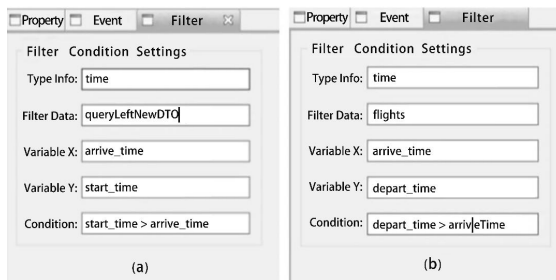 Property Event Filter
Filter Condition Settings
Type Info: time
Filter Data: queryLeftNewDTO
Variable X: arrive_time
Variable Y: start_time
Condition: start_time > arrive_time
(a)
Property Event Filter
Filter Condition Settings
Type Info: time
Filter Data: flights
Variable X: arrive_time
Variable Y: depart_time
Condition: depart_time > arriveTime
(b)